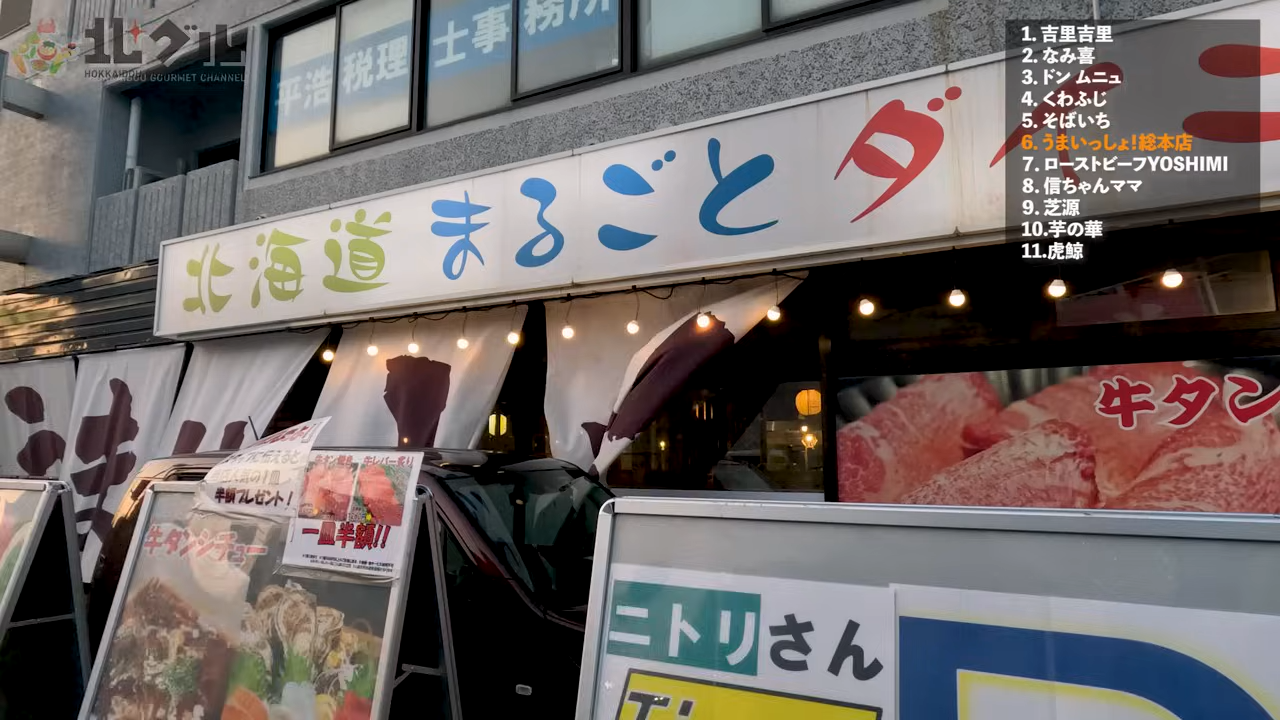 北グル
HOKKAIDOU GOURMET CHANNEL
平浩 税理士事務所
1. 吉里吉里
2. なみ喜
3. ドン ムニュ
4. くわふじ
5. そばいち
6. うまいっしょ!総本店
7. ローストビーフYOSHIMI
8. 信ちゃんママ
9. 芝源
10.芋の華
11.虎鯨
北海道 まるごと ダイニ
うま
牛タン
半額プレゼント!
一皿半額!!
牛タンシチュー
ニトリさん
P